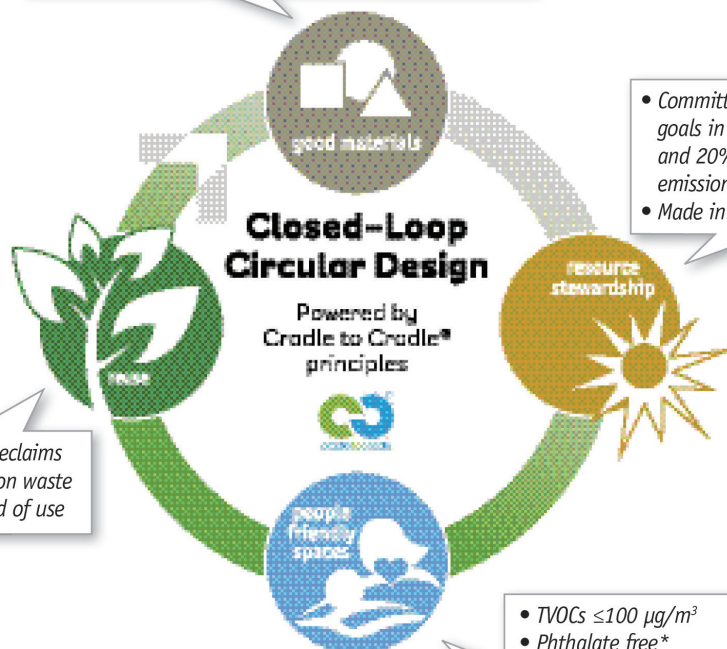 good materials
• Committ
goals in
and 20%
emission
• Made in
Closed-Loop
Circular Design
resource
stewardship
Powered by
Cradle to Cradle®
principles
reuse
eclaims
on waste
d of use
people
friendly
spaces
• TVOCs ≤100 µg/m³
• Phthalate free*